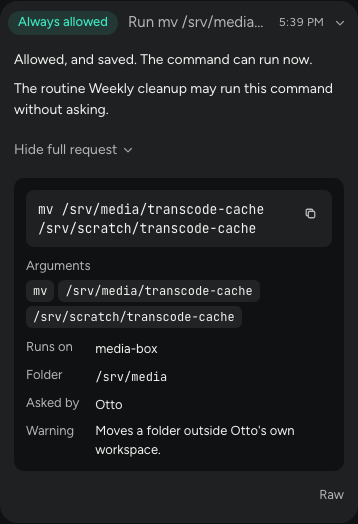 Always allowed Run mv /srv/media... 5:39 PM
Allowed, and saved. The command can run now.
The routine Weekly cleanup may run this command
without asking.
Hide full request
mv /srv/media/transcode-cache
/srv/scratch/transcode-cache
Arguments
mv /srv/media/transcode-cache
/srv/scratch/transcode-cache
Runs on media-box
Folder /srv/media
Asked by Otto
Warning Moves a folder outside Otto's own
workspace.
Raw